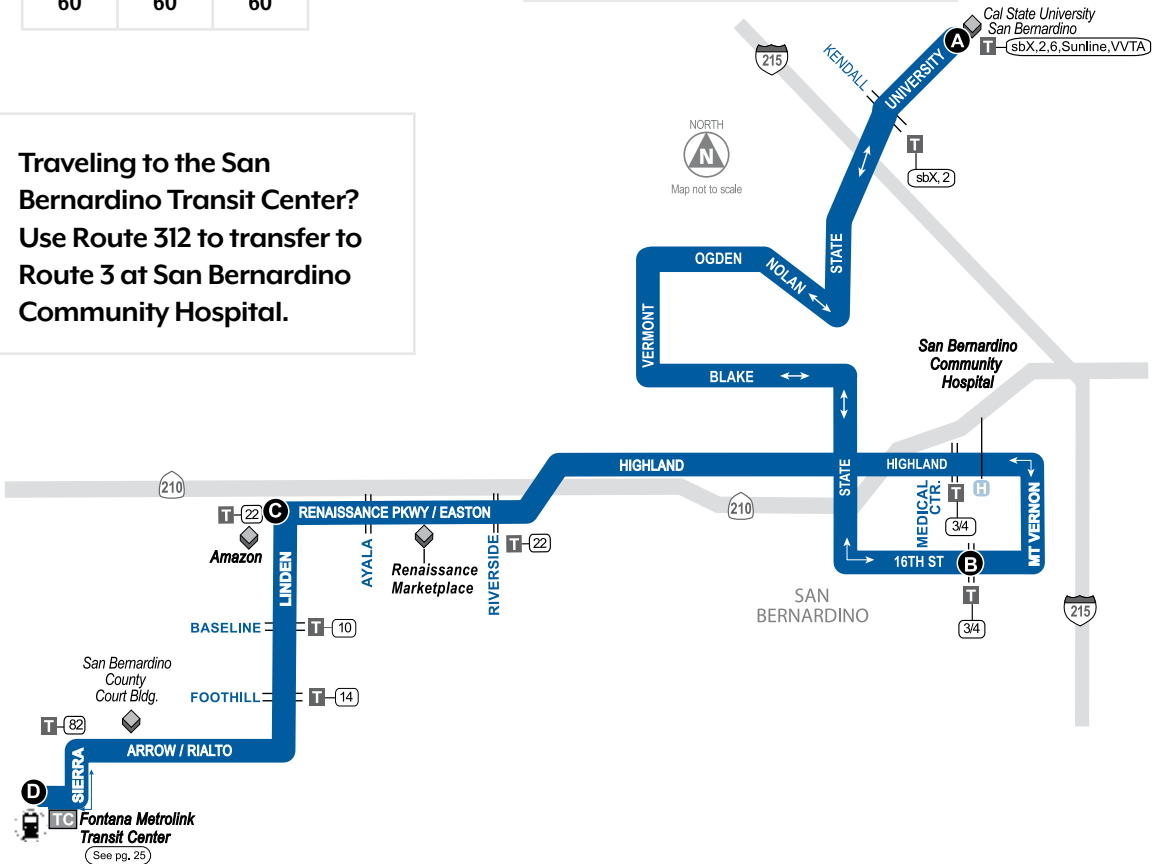 60 60 60
Traveling to the San
Bernardino Transit Center?
Use Route 312 to transfer to
Route 3 at San Bernardino
Community Hospital.
Cal State University
San Bernardino
A
T sbX,2,6,Sunline,VVTA
215
KENDALL
UNIVERSITY
NORTH
N
Map not to scale
T
sbX, 2
STATE
OGDEN
NOLAN
VERMONT
BLAKE
San Bernardino
Community
Hospital
HIGHLAND
STATE
HIGHLAND
210
210
MEDICAL
CTR.
T
3/4
H
MT VERNON
T 22
C
RENAISSANCE PKWY / EASTON
Amazon
AYALA
Renaissance
Marketplace
RIVERSIDE
T 22
16TH ST
B
T
3/4
SAN
BERNARDINO
215
LINDEN
BASELINE
T 10
San Bernardino
County
Court Bldg.
FOOTHILL
T 14
T 82
ARROW / RIALTO
SIERRA
D
TC Fontana Metrolink
Transit Center
See pg. 25